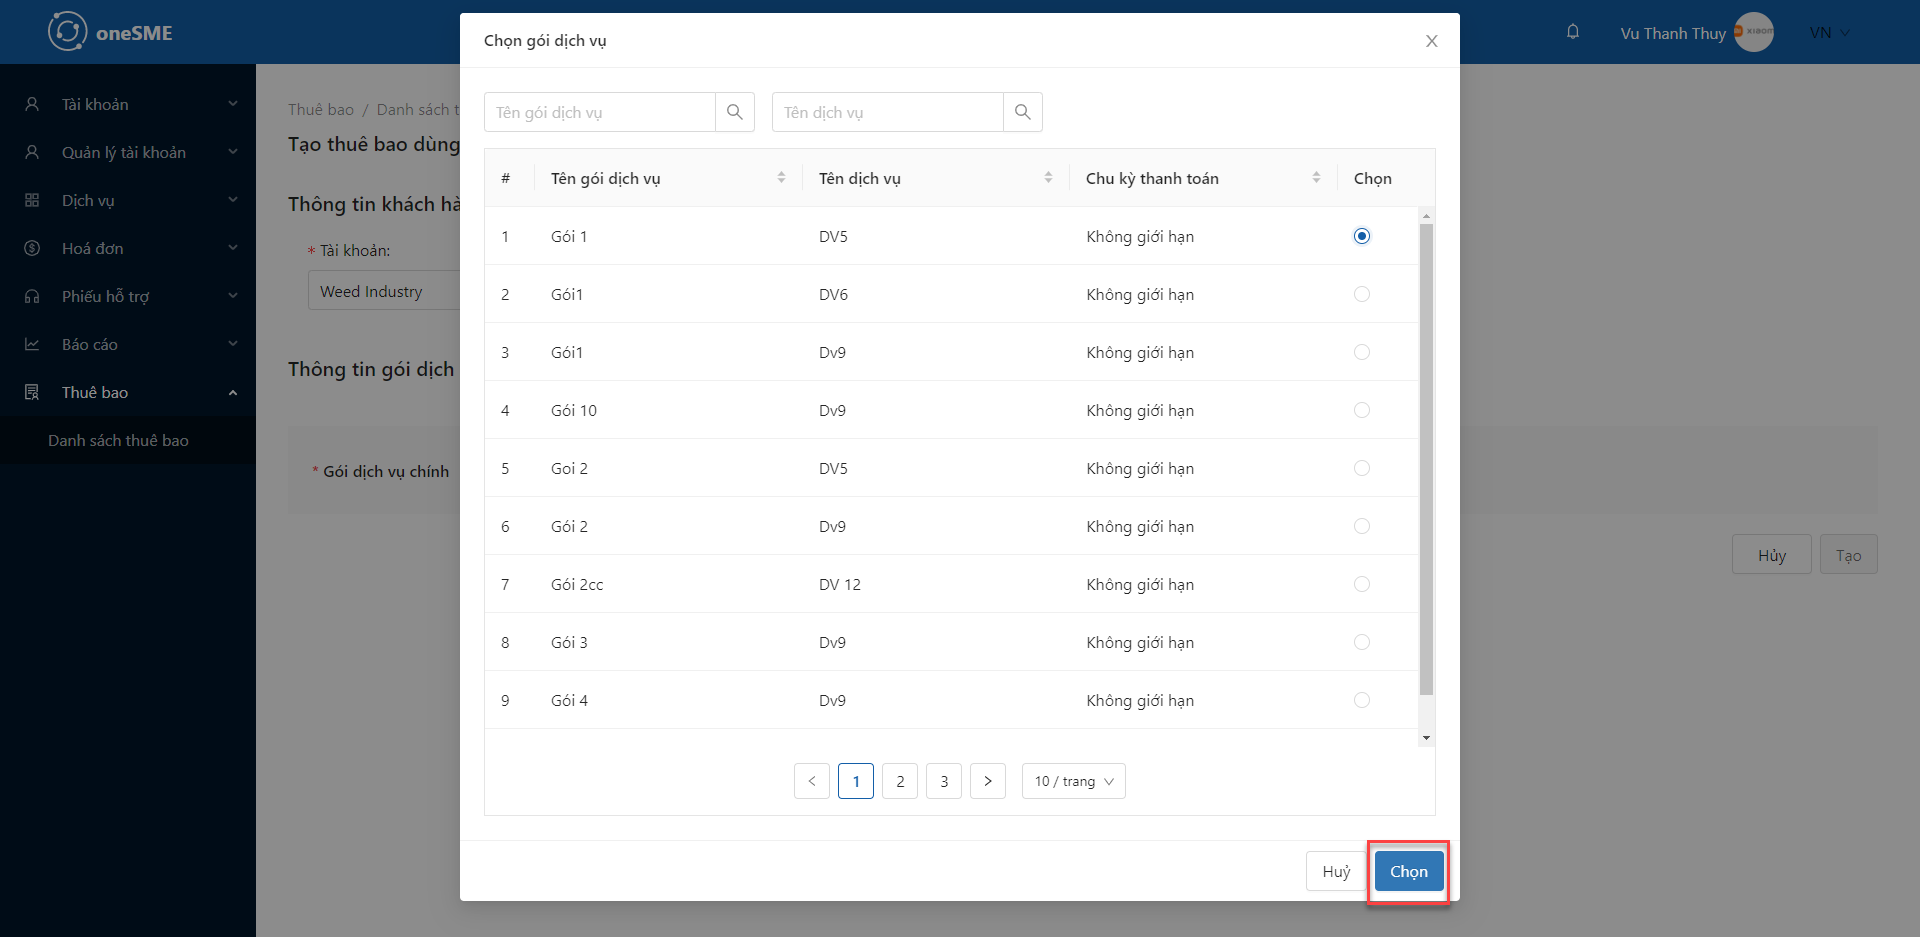 oneSME
Vu Thanh Thuy
VN
Tài khoản
Quản lý tài khoản
Dịch vụ
Hoá đơn
Phiếu hỗ trợ
Báo cáo
Thuê bao
Danh sách thuê bao
Thuê bao / Danh sách t
Tạo thuê bao dùng
Thông tin khách hà
* Tài khoản:
Weed Industry
Thông tin gói dịch
* Gói dịch vụ chính
Hủy Tạo
Chọn gói dịch vụ
Tên gói dịch vụ Tên dịch vụ
# Tên gói dịch vụ Tên dịch vụ Chu kỳ thanh toán Chọn
1 Gói 1 DV5 Không giới hạn
2 Gói1 DV6 Không giới hạn
3 Gói1 Dv9 Không giới hạn
4 Gói 10 Dv9 Không giới hạn
5 Goi 2 DV5 Không giới hạn
6 Gói 2 Dv9 Không giới hạn
7 Gói 2cc DV 12 Không giới hạn
8 Gói 3 Dv9 Không giới hạn
9 Gói 4 Dv9 Không giới hạn
< 1 2 3 > 10 / trang
Huỷ Chọn